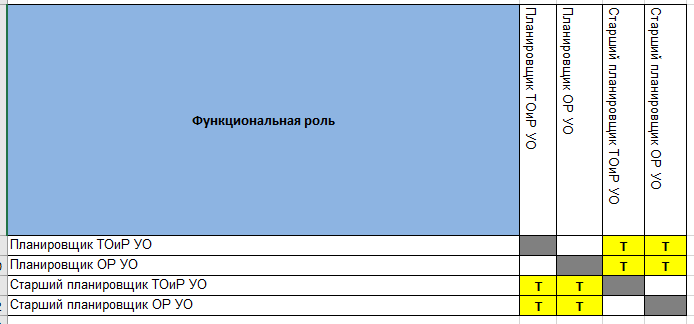 Функциональная роль
Планировщик ТОиР УО
Планировщик ОР УО
Старший планировщик ТОиР УО
Старший планировщик ОР УО
Планировщик ТОиР УО Т Т
Планировщик ОР УО Т Т
Старший планировщик ТОиР УО Т Т
Старший планировщик ОР УО Т Т